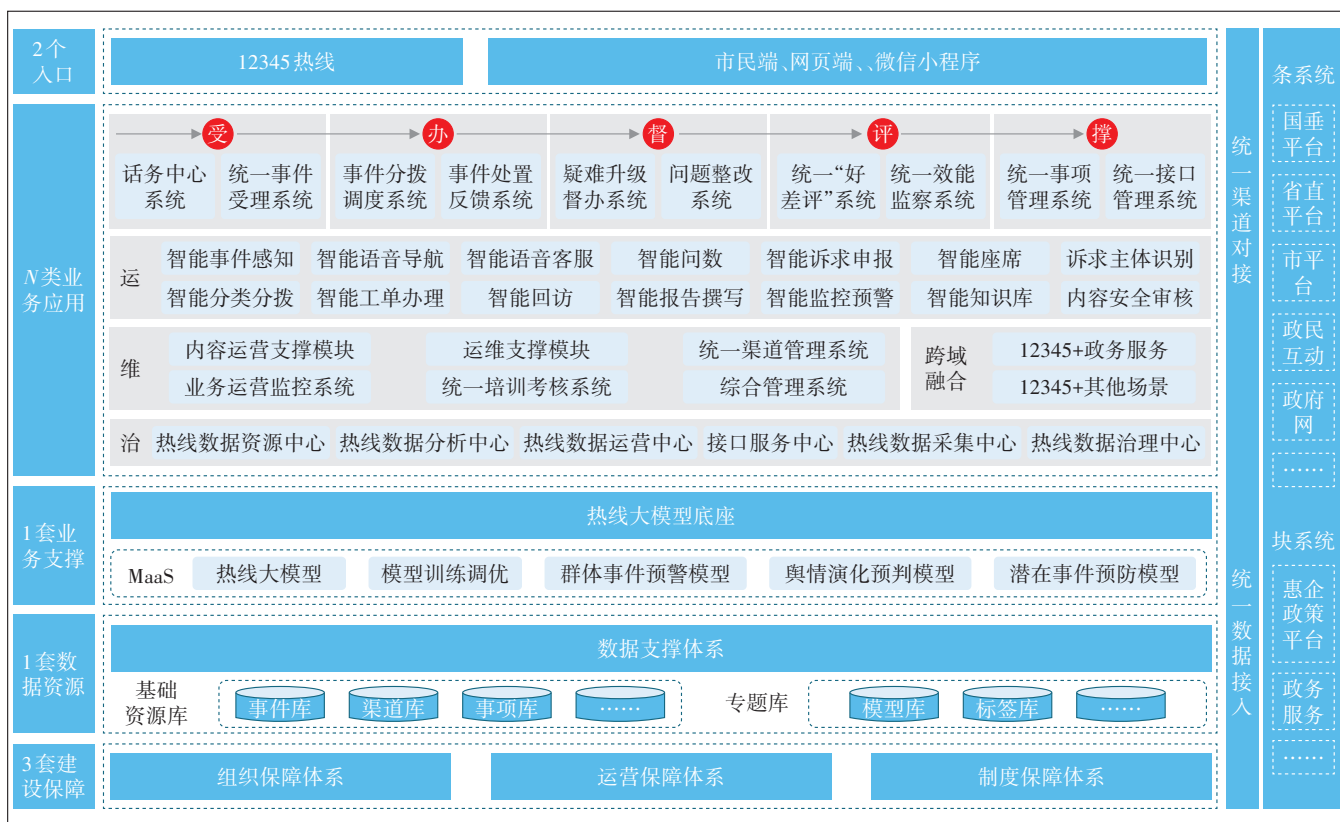 2个
入口
12345热线
市民端、网页端、、微信小程序
N类业
务应用
受
办
督
评
撑
话务中心
系统
统一事件
受理系统
事件分拨
调度系统
事件处置
反馈系统
疑难升级
督办系统
问题整改
系统
统一“好
差评”系统
统一效能
监察系统
统一事项
管理系统
统一接口
管理系统
运
智能事件感知
智能语音导航
智能语音客服
智能问数
智能诉求申报
智能座席
诉求主体识别
智能分类分拨
智能工单办理
智能回访
智能报告撰写
智能监控预警
智能知识库
内容安全审核
维
内容运营支撑模块
运维支撑模块
统一渠道管理系统
业务运营监控系统
统一培训考核系统
综合管理系统
跨域
融合
12345+政务服务
12345+其他场景
治
热线数据资源中心
热线数据分析中心
热线数据运营中心
接口服务中心
热线数据采集中心
热线数据治理中心
1套业
务支撑
热线大模型底座
MaaS
热线大模型
模型训练调优
群体事件预警模型
舆情演化预判模型
潜在事件预防模型
1套数
据资源
数据支撑体系
基础
资源库
事件库
渠道库
事项库
……
专题库
模型库
标签库
……
3套建
设保障
组织保障体系
运营保障体系
制度保障体系
统一渠道对接
统一数据接入
条系统
国垂
平台
省直
平台
市平
台
政民
互动
政府
网
……
块系统
惠企
政策
平台
政务
服务
……